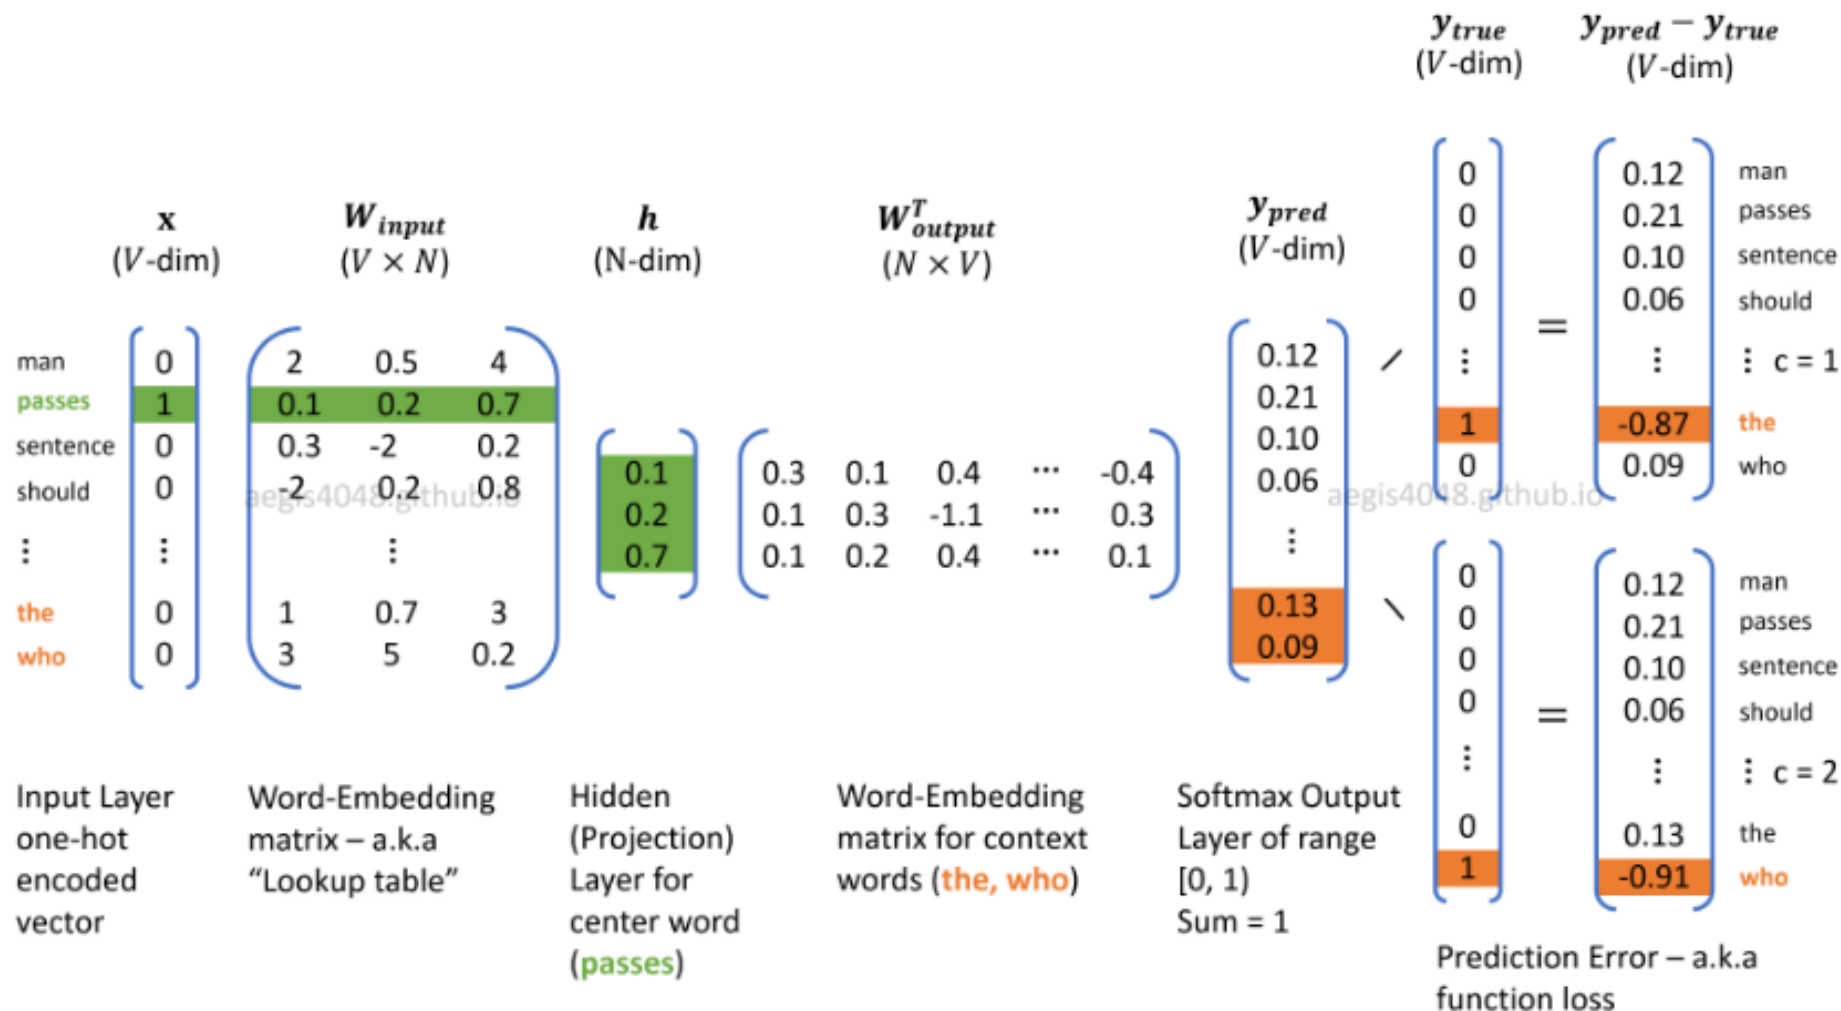 y_true
(V-dim)
y_pred − y_true
(V-dim)
x
(V-dim)
W_input
(V × N)
h
(N-dim)
W^T_output
(N × V)
y_pred
(V-dim)
man 0
passes 1
sentence 0
should 0
⋮ ⋮
the 0
who 0
2 0.5 4
0.1 0.2 0.7
0.3 -2 0.2
-2 0.2 0.8
⋮
1 0.7 3
3 5 0.2
aegis4048.github.io
0.1
0.2
0.7
0.3 0.1 0.4 ⋯ -0.4
0.1 0.3 -1.1 ⋯ 0.3
0.1 0.2 0.4 ⋯ 0.1
0.12
0.21
0.10
0.06
⋮
0.13
0.09
0 0.12 man
0 0.21 passes
0 0.10 sentence
0 0.06 should
=
⋮ ⋮ ⋮ c = 1
1 -0.87 the
0 0.09 who
aegis4048.github.io
0 0.12 man
0 0.21 passes
0 0.10 sentence
0 0.06 should
=
⋮ ⋮ ⋮ c = 2
0 0.13 the
1 -0.91 who
Input Layer
one-hot
encoded
vector
Word-Embedding
matrix – a.k.a
“Lookup table”
Hidden
(Projection)
Layer for
center word
(passes)
Word-Embedding
matrix for context
words (the, who)
Softmax Output
Layer of range
[0, 1)
Sum = 1
Prediction Error – a.k.a
function loss